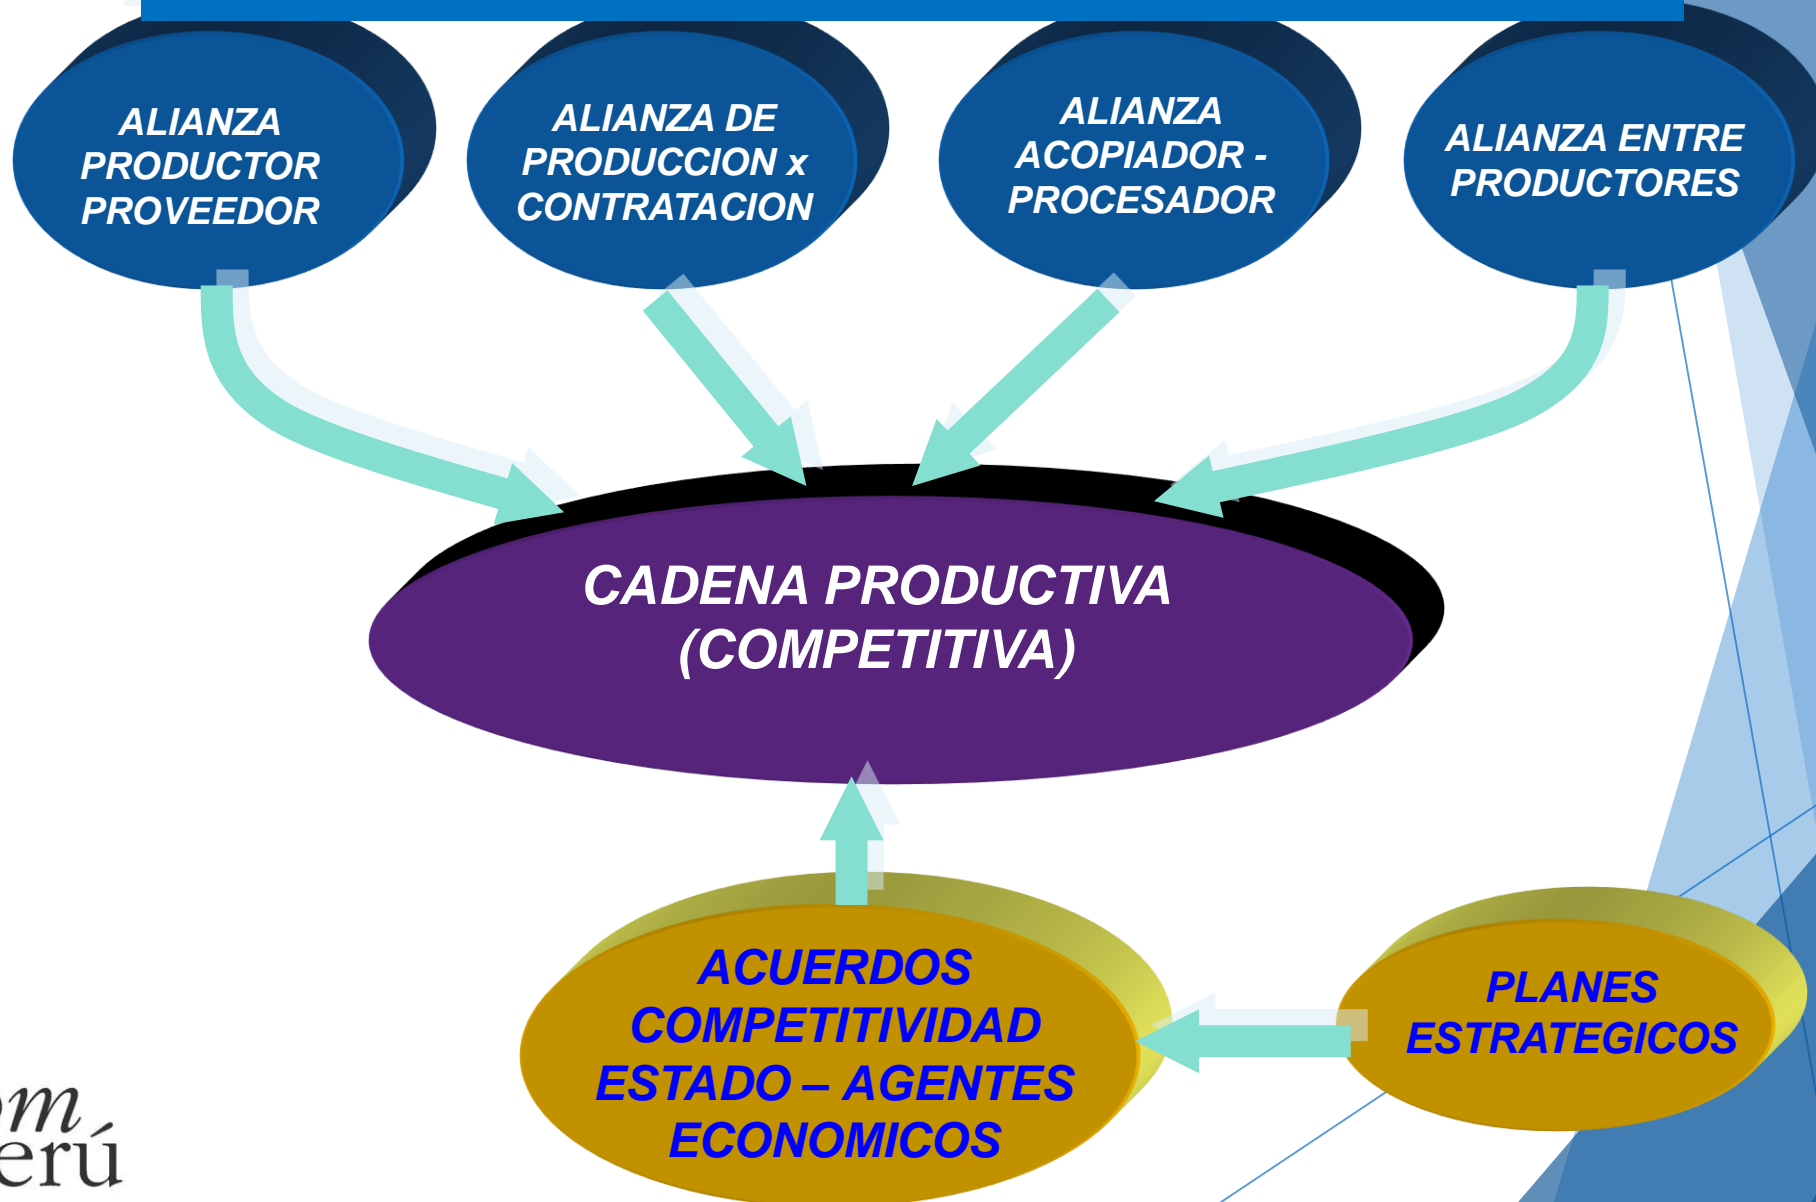 ALIANZA
PRODUCTOR
PROVEEDOR
ALIANZA DE
PRODUCCION x
CONTRATACION
ALIANZA
ACOPIADOR -
PROCESADOR
ALIANZA ENTRE
PRODUCTORES
CADENA PRODUCTIVA
(COMPETITIVA)
ACUERDOS
COMPETITIVIDAD
ESTADO – AGENTES
ECONOMICOS
PLANES
ESTRATEGICOS